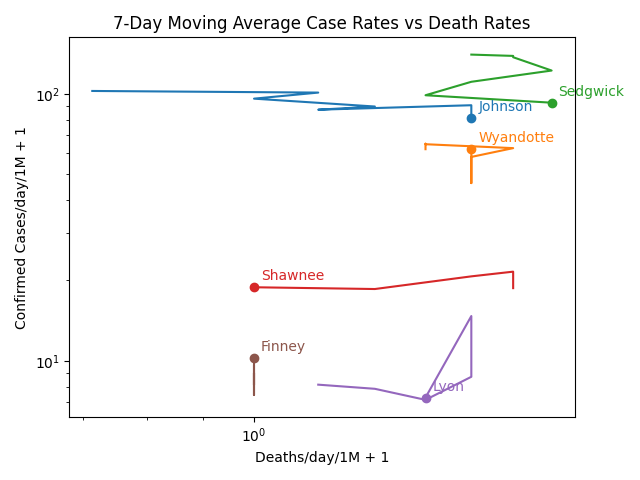 7-Day Moving Average Case Rates vs Death Rates
Confirmed Cases/day/1M + 1
10²
10¹
Sedgwick
Johnson
Wyandotte
Shawnee
Finney
Lyon
10⁰
Deaths/day/1M + 1